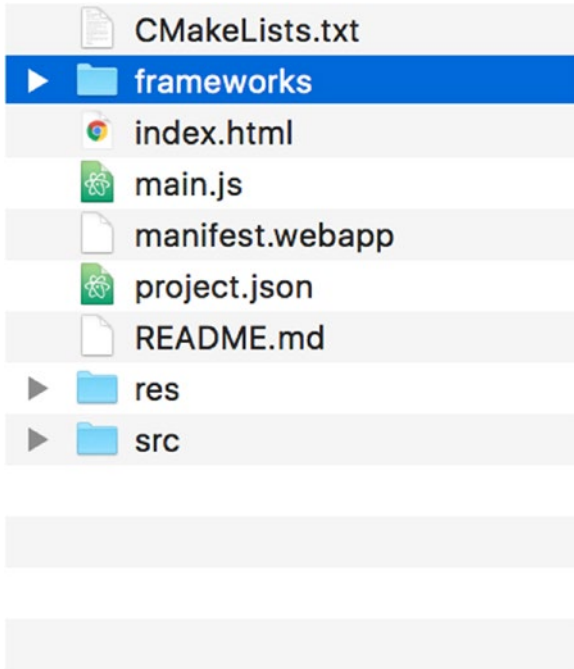 CMakeLists.txt
frameworks
index.html
main.js
manifest.webapp
project.json
README.md
res
src